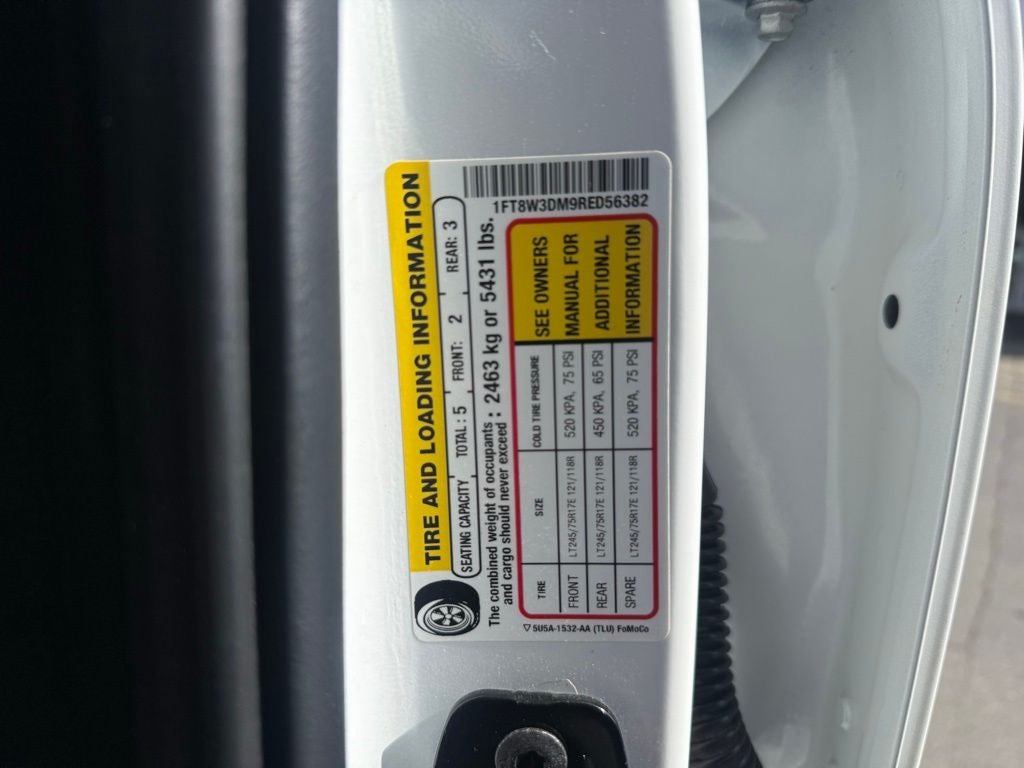 TIRE AND LOADING INFORMATION
SEATING CAPACITY TOTAL : 5 FRONT: 2 REAR: 3
The combined weight of occupants
and cargo should never exceed : 2463 kg or 5431 lbs.
1FT8W3DM9RED56382
TIRE SIZE COLD TIRE PRESSURE
FRONT LT245/75R17E 121/118R 520 KPA, 75 PSI
REAR LT245/75R17E 121/118R 450 KPA, 65 PSI
SPARE LT245/75R17E 121/118R 520 KPA, 75 PSI
SEE OWNERS
MANUAL FOR
ADDITIONAL
INFORMATION
▽ 5U5A-1532-AA (TLU) FoMoCo